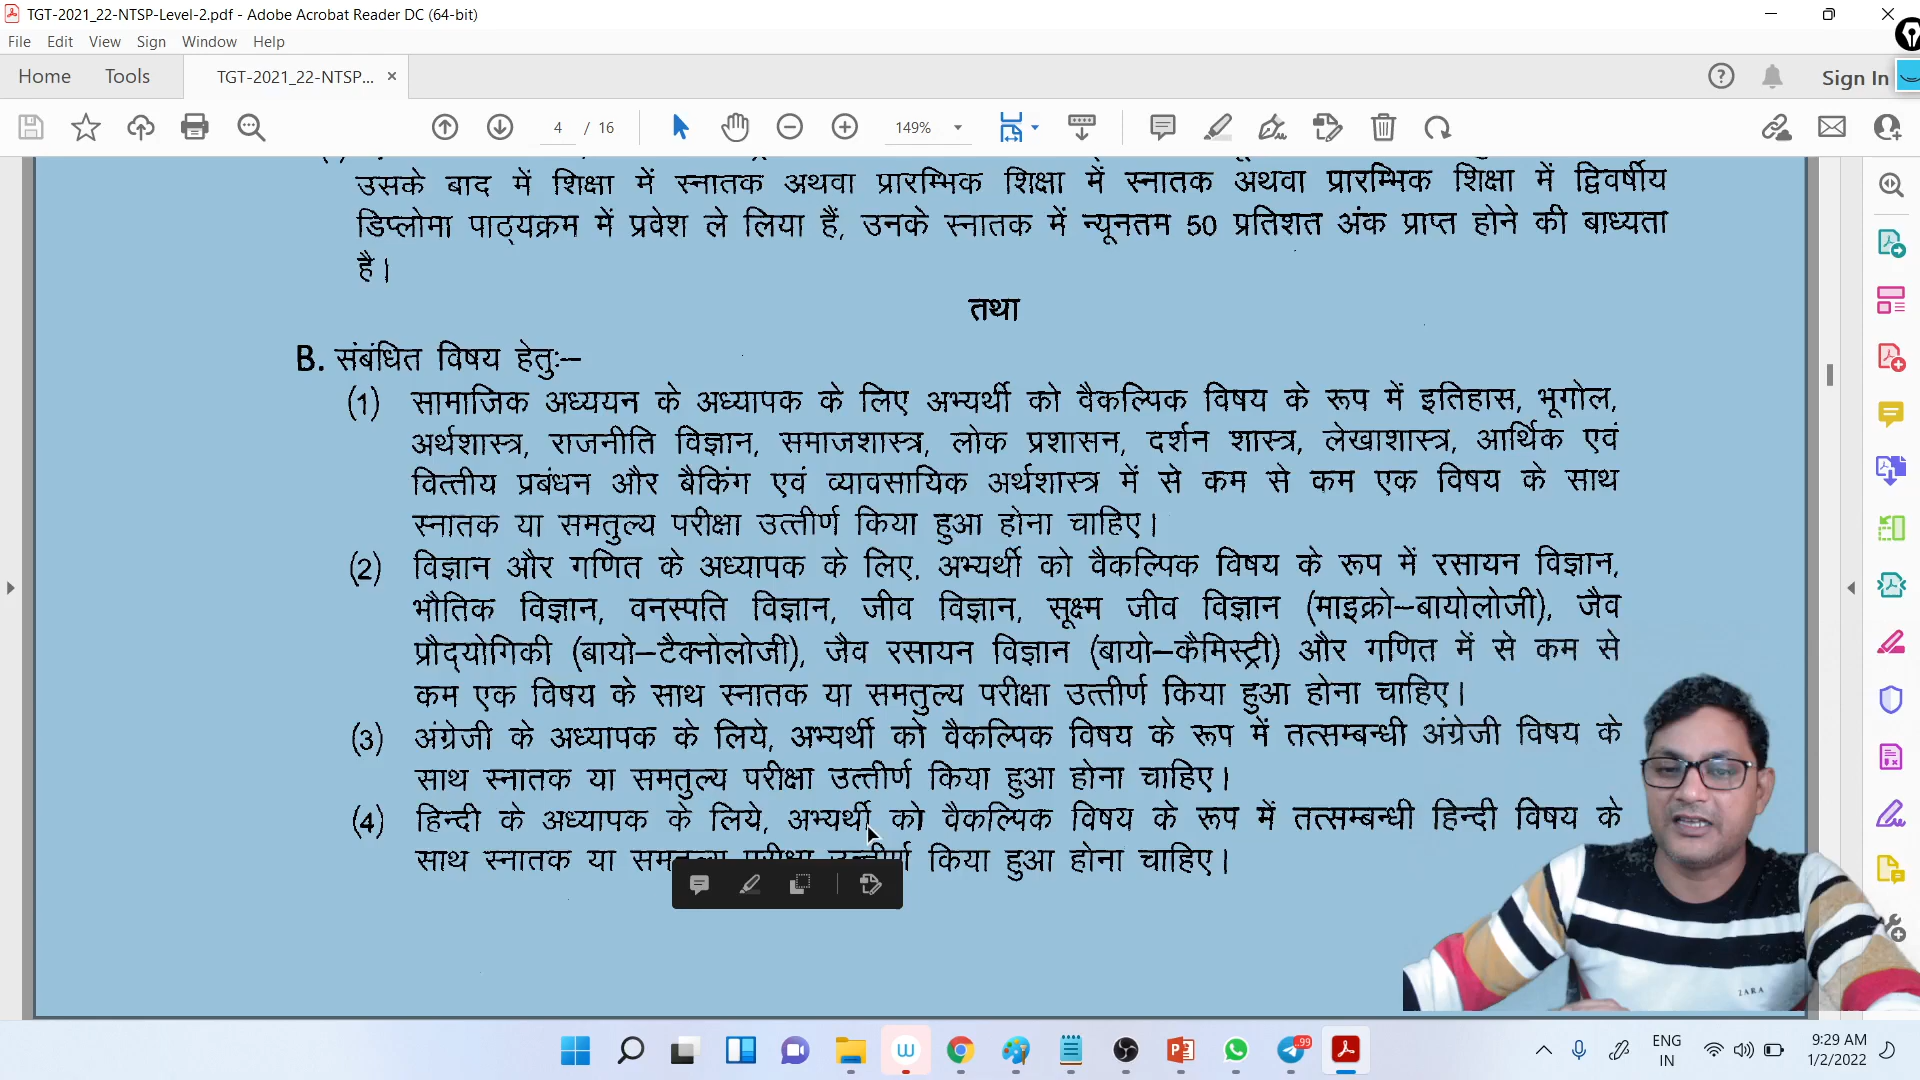 TGT-2021_22-NTSP-Level-2.pdf - Adobe Acrobat Reader DC (64-bit)
File Edit View Sign Window Help
Home Tools TGT-2021_22-NTSP... × Sign In
4 / 16 149%
उसके बाद में शिक्षा में स्नातक अथवा प्रारम्भिक शिक्षा में स्नातक अथवा प्रारम्भिक शिक्षा में द्विवर्षीय
डिप्लोमा पाठ्यक्रम में प्रवेश ले लिया हैं, उनके स्नातक में न्यूनतम 50 प्रतिशत अंक प्राप्त होने की बाध्यता
है।
तथा
B. संबंधित विषय हेतुः–
(1) सामाजिक अध्ययन के अध्यापक के लिए अभ्यर्थी को वैकल्पिक विषय के रूप में इतिहास, भूगोल,
अर्थशास्त्र, राजनीति विज्ञान, समाजशास्त्र, लोक प्रशासन, दर्शन शास्त्र, लेखाशास्त्र, आर्थिक एवं
वित्तीय प्रबंधन और बैकिंग एवं व्यावसायिक अर्थशास्त्र में से कम से कम एक विषय के साथ
स्नातक या समतुल्य परीक्षा उत्तीर्ण किया हुआ होना चाहिए।
(2) विज्ञान और गणित के अध्यापक के लिए, अभ्यर्थी को वैकल्पिक विषय के रूप में रसायन विज्ञान,
भौतिक विज्ञान, वनस्पति विज्ञान, जीव विज्ञान, सूक्ष्म जीव विज्ञान (माइक्रो–बायोलोजी), जैव
प्रौद्योगिकी (बायो–टैक्नोलोजी), जैव रसायन विज्ञान (बायो–कैमिस्ट्री) और गणित में से कम से
कम एक विषय के साथ स्नातक या समतुल्य परीक्षा उत्तीर्ण किया हुआ होना चाहिए।
(3) अंग्रेजी के अध्यापक के लिये, अभ्यर्थी को वैकल्पिक विषय के रूप में तत्सम्बन्धी अंग्रेजी विषय के
साथ स्नातक या समतुल्य परीक्षा उत्तीर्ण किया हुआ होना चाहिए।
(4) हिन्दी के अध्यापक के लिये, अभ्यर्थी को वैकल्पिक विषय के रूप में तत्सम्बन्धी हिन्दी विषय के
साथ स्नातक या समतुल्य परीक्षा उत्तीर्ण किया हुआ होना चाहिए।
ZARA
99
ENG 9:29 AM
IN 1/2/2022